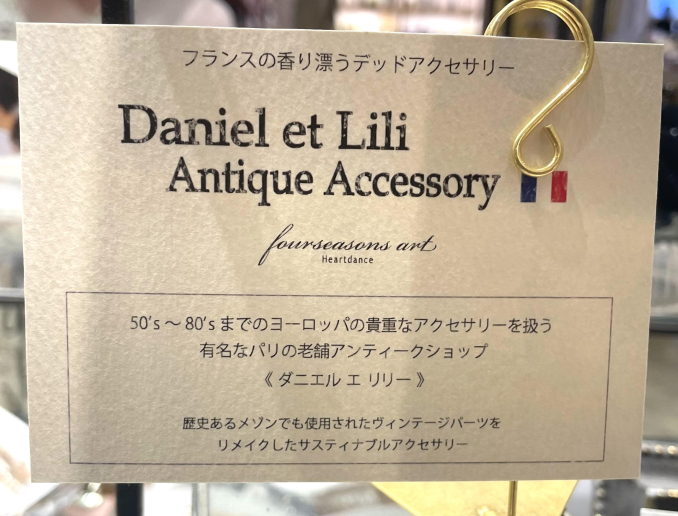 フランスの香り漂うデッドアクセサリー
Daniel et Lili
Antique Accessory
fourseasons art
Heartdance
50's ～ 80's までのヨーロッパの貴重なアクセサリーを扱う
有名なパリの老舗アンティークショップ
《 ダニエル エ リリー 》
歴史あるメゾンでも使用されたヴィンテージパーツを
リメイクしたサスティナブルアクセサリー